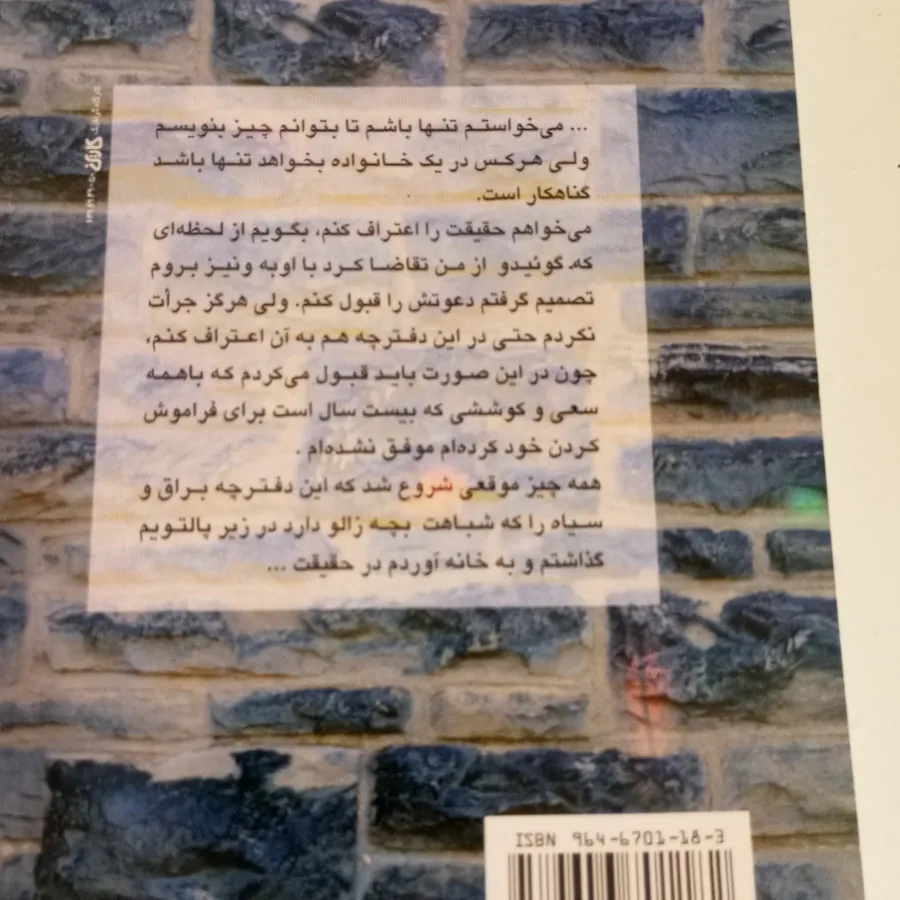 ... می‌خواستم تنها باشم تا بتوانم چیز بنویسم
ولی هرکس در یک خانواده بخواهد تنها باشد
گناهکار است.
می‌خواهم حقیقت را اعتراف کنم، بگویم از لحظه‌ای
که گوئیدو از من تقاضا کرد با اوبه ونیز بروم
تصمیم گرفتم دعوتش را قبول کنم. ولی هرگز جرأت
نکردم حتی در این دفترچه هم به آن اعتراف کنم،
چون در این صورت باید قبول می‌کردم که باهمه
سعی و کوششی که بیست سال است برای فراموش
کردن خود کرده‌ام موفق نشده‌ام .
همه چیز موقعی شروع شد که این دفترچه براق و
سیاه را که شباهت بچه زالو دارد در زیر پالتویم
گذاشتم و به خانه آوردم در حقیقت ...
ISBN 964-6701-18-3